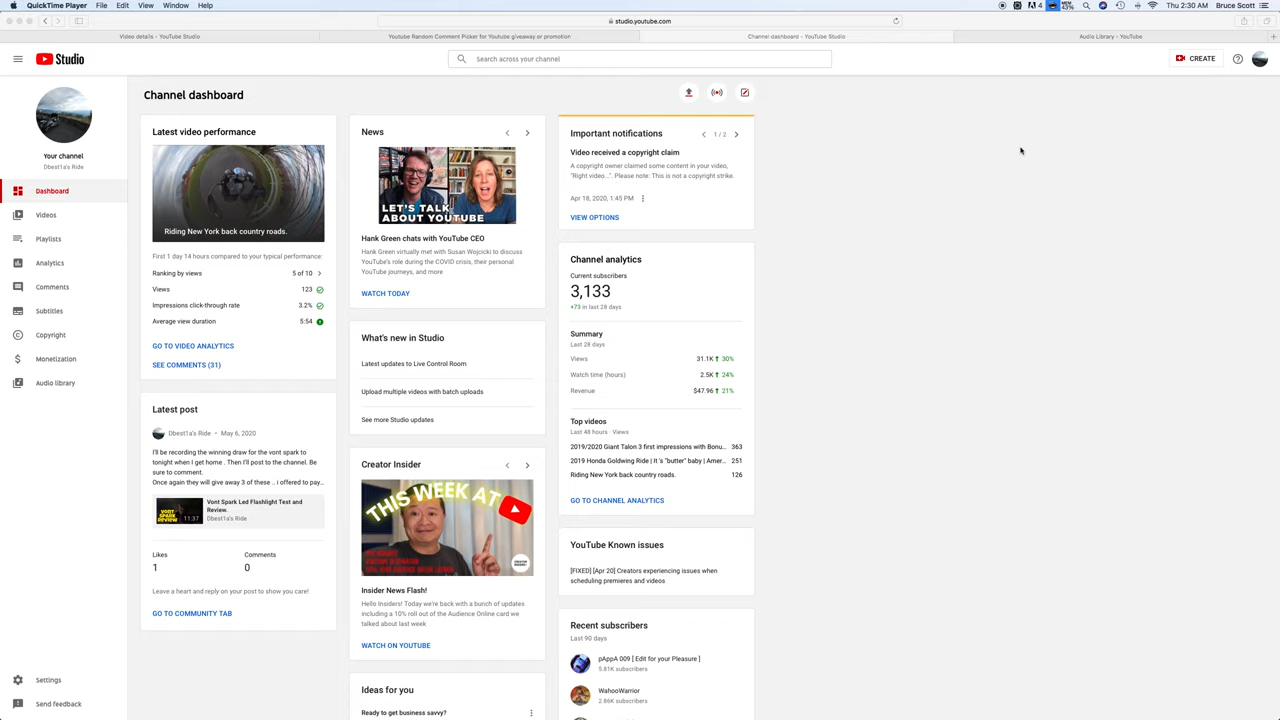 QuickTime Player File Edit View Window Help
4
Thu 2:30 AM Bruce Scott
studio.youtube.com
Video details - YouTube Studio
Youtube Random Comment Picker for Youtube giveaway or promotion
Channel dashboard - YouTube Studio
Audio Library - YouTube
Studio
Search across your channel
CREATE
Your channel
Dbest1a's Ride
Dashboard
Videos
Playlists
Analytics
Comments
Subtitles
Copyright
Monetization
Audio library
Settings
Send feedback
Channel dashboard
Latest video performance
Riding New York back country roads.
First 1 day 14 hours compared to your typical performance:
Ranking by views 5 of 10
Views 123
Impressions click-through rate 3.2%
Average view duration 5:54
GO TO VIDEO ANALYTICS
SEE COMMENTS (31)
Latest post
Dbest1a's Ride • May 6, 2020
I'll be recording the winning draw for the vont spark to
tonight when I get home . Then I'll post to the channel. Be
sure to comment.
Once again they will give away 3 of these .. i offered to pay...
VONT
SPARK
REVIEW
11:37
Vont Spark Led Flashlight Test and
Review.
Dbest1a's Ride
Likes Comments
1 0
Leave a heart and reply on your post to show you care!
GO TO COMMUNITY TAB
News
LET'S TALK
ABOUT YOUTUBE
Hank Green chats with YouTube CEO
Hank Green virtually met with Susan Wojcicki to discuss
YouTube's role during the COVID crisis, their personal
YouTube journeys, and more
WATCH TODAY
What's new in Studio
Latest updates to Live Control Room
Upload multiple videos with batch uploads
See more Studio updates
Creator Insider
THIS WEEK AT
Insider News Flash!
Hello Insiders! Today we're back with a bunch of updates
including a 10% roll out of the Audience Online card we
talked about last week
WATCH ON YOUTUBE
Ideas for you
Ready to get business savvy?
Important notifications 1 / 2
Video received a copyright claim
A copyright owner claimed some content in your video,
"Right video ...". Please note: This is not a copyright strike.
Apr 18, 2020, 1:45 PM
VIEW OPTIONS
Channel analytics
Current subscribers
3,133
+73 in last 28 days
Summary
Last 28 days
Views 31.1K 30%
Watch time (hours) 2.5K 24%
Revenue $47.96 21%
Top videos
Last 48 hours · Views
2019/2020 Giant Talon 3 first impressions with Bonu... 363
2019 Honda Goldwing Ride | It 's "butter" baby | Amer... 251
Riding New York back country roads. 126
GO TO CHANNEL ANALYTICS
YouTube Known issues
[FIXED] [Apr 20] Creators experiencing issues when
scheduling premieres and videos
Recent subscribers
Last 90 days
pAppA 009 [ Edit for your Pleasure ]
5.81K subscribers
WahooWarrior
2.86K subscribers